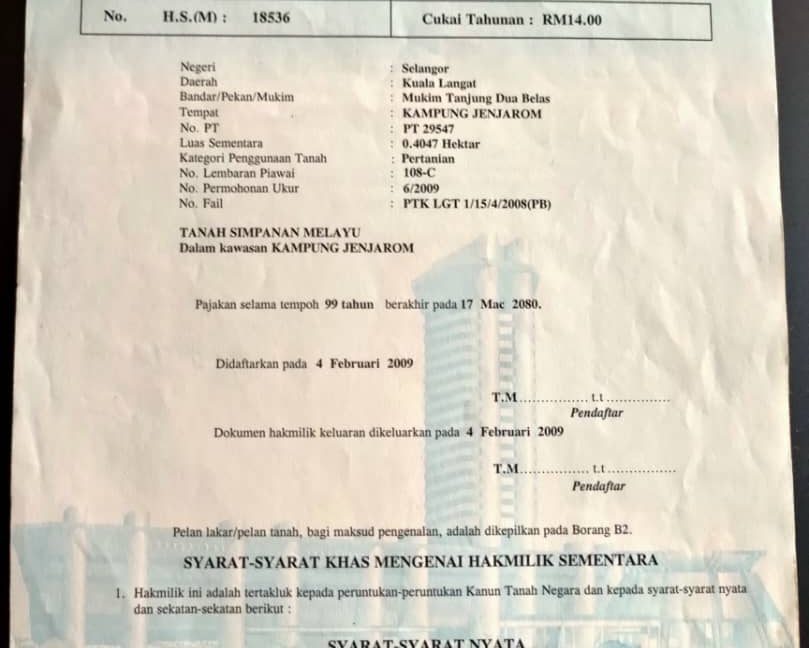 No. H.S.(M) : 18536 Cukai Tahunan : RM14.00
Negeri : Selangor
Daerah : Kuala Langat
Bandar/Pekan/Mukim : Mukim Tanjung Dua Belas
Tempat : KAMPUNG JENJAROM
No. PT : PT 29547
Luas Sementara : 0.4047 Hektar
Kategori Penggunaan Tanah : Pertanian
No. Lembaran Piawai : 108-C
No. Permohonan Ukur : 6/2009
No. Fail : PTK LGT 1/15/4/2008(PB)
TANAH SIMPANAN MELAYU
Dalam kawasan KAMPUNG JENJAROM
Pajakan selama tempoh 99 tahun berakhir pada 17 Mac 2080.
Didaftarkan pada 4 Februari 2009
T.M................. t.t ................
Pendaftar
Dokumen hakmilik keluaran dikeluarkan pada 4 Februari 2009
T.M................. t.t .................
Pendaftar
Pelan lakar/pelan tanah, bagi maksud pengenalan, adalah dikepilkan pada Borang B2.
SYARAT-SYARAT KHAS MENGENAI HAKMILIK SEMENTARA
1. Hakmilik ini adalah tertakluk kepada peruntukan-peruntukan Kanun Tanah Negara dan kepada syarat-syarat nyata
dan sekatan-sekatan berikut :
SYARAT-SYARAT NYATA